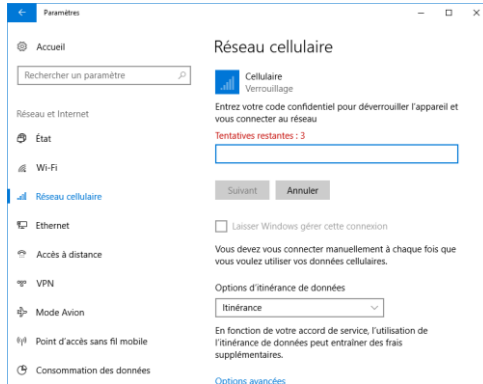 Paramètres
Accueil
Rechercher un paramètre
Réseau et Internet
État
Wi-Fi
Réseau cellulaire
Ethernet
Accès à distance
VPN
Mode Avion
Point d'accès sans fil mobile
Consommation des données
Réseau cellulaire
Cellulaire
Verrouillage
Entrez votre code confidentiel pour déverrouiller l'appareil et
vous connecter au réseau
Tentatives restantes : 3
Suivant
Annuler
Laisser Windows gérer cette connexion
Vous devez vous connecter manuellement à chaque fois que
vous voulez utiliser vos données cellulaires.
Options d'itinérance de données
Itinérance
En fonction de votre accord de service, l'utilisation de
l'itinérance de données peut entraîner des frais
supplémentaires.
Options avancées